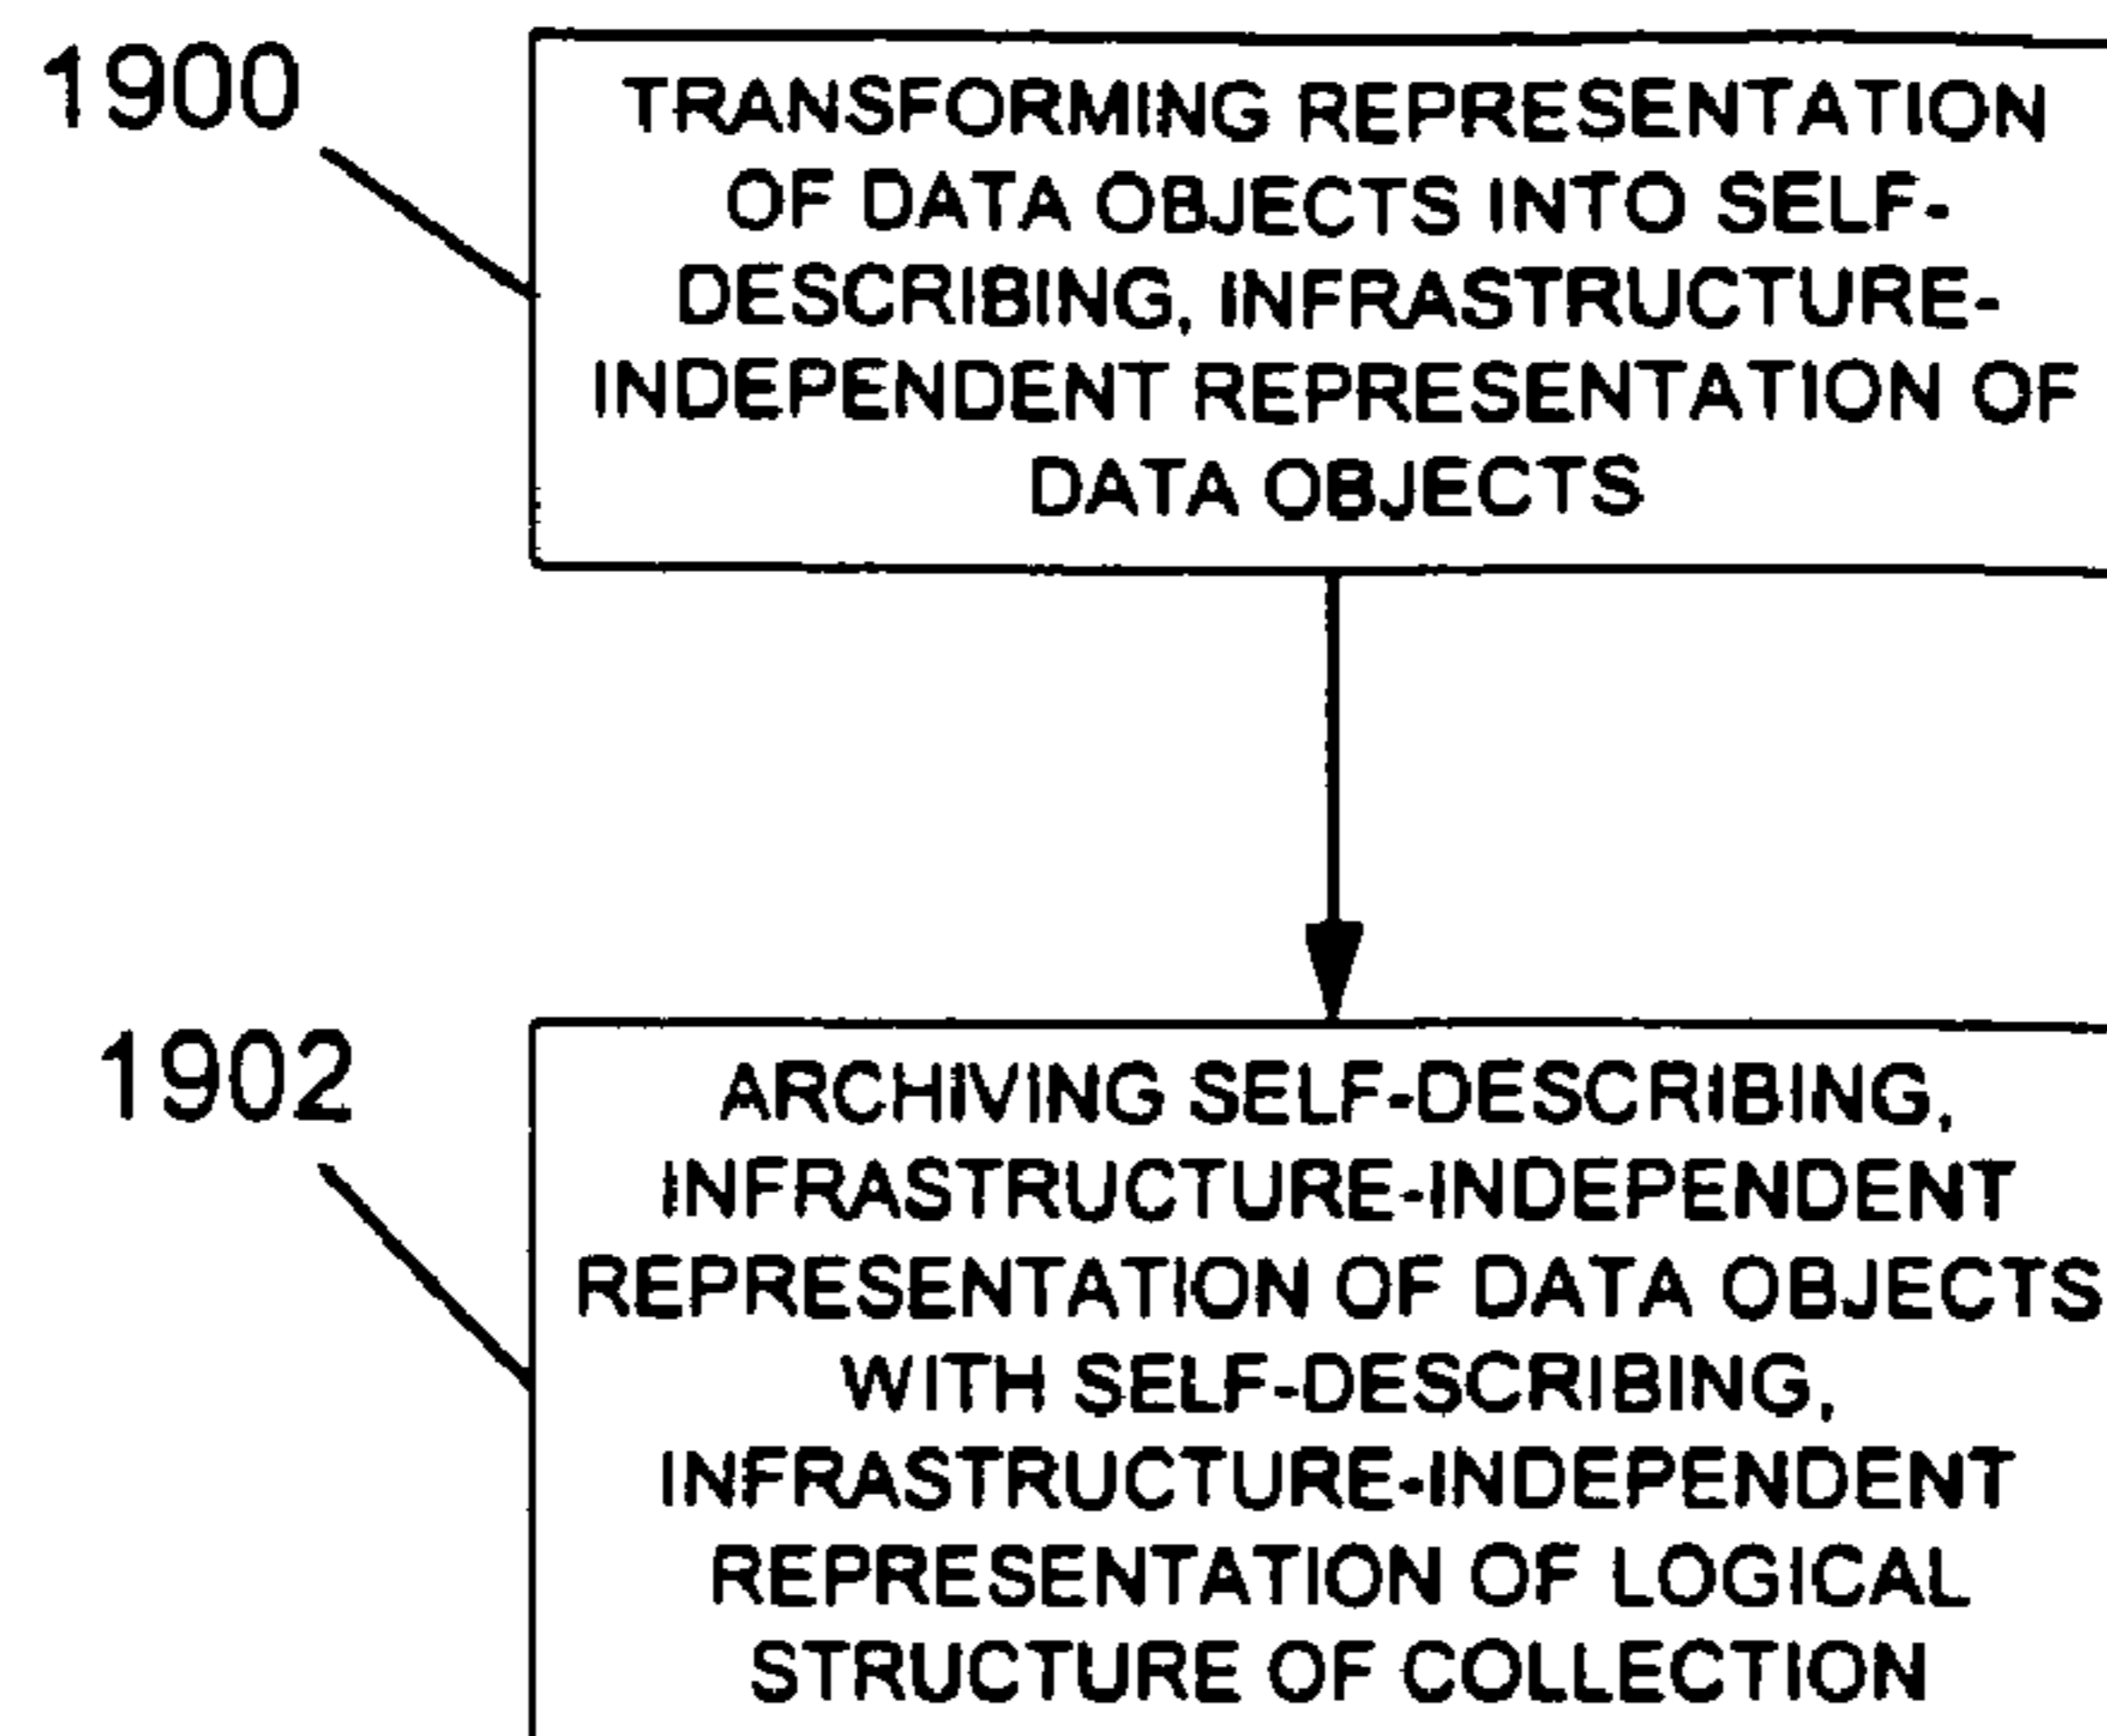 1900
TRANSFORMING REPRESENTATION
OF DATA OBJECTS INTO SELF-
DESCRIBING, INFRASTRUCTURE-
INDEPENDENT REPRESENTATION OF
DATA OBJECTS
1902
ARCHIVING SELF-DESCRIBING,
INFRASTRUCTURE-INDEPENDENT
REPRESENTATION OF DATA OBJECTS
WITH SELF-DESCRIBING,
INFRASTRUCTURE-INDEPENDENT
REPRESENTATION OF LOGICAL
STRUCTURE OF COLLECTION